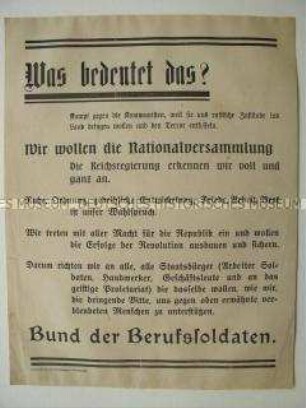 Was bedeutet das?
Kampf gegen die Kommunisten, weil sie uns russische Zustände ins
Land bringen wollen und den Terror entfesseln.
Wir wollen die Nationalversammlung
die Reichsregierung erkennen wir voll und
ganz an.
Ruhe, Ordnung, Friede, Arbeit, Brot
ist unser Wahlspruch.
Wir treten mit aller Macht für die Republik ein und wollen
die Erfolge der Revolution ausbauen und sichern.
Darum richten wir an alle, alle Staatsbürger (Arbeiter, Sol-
daten, Handwerker, Geschäftsleute und an das
geistige Proletariat) die dasselbe wollen, wie wir,
die dringende Bitte, uns gegen oben erwähnte ver-
blendeten Menschen zu unterstützen.
Bund der Berufssoldaten.